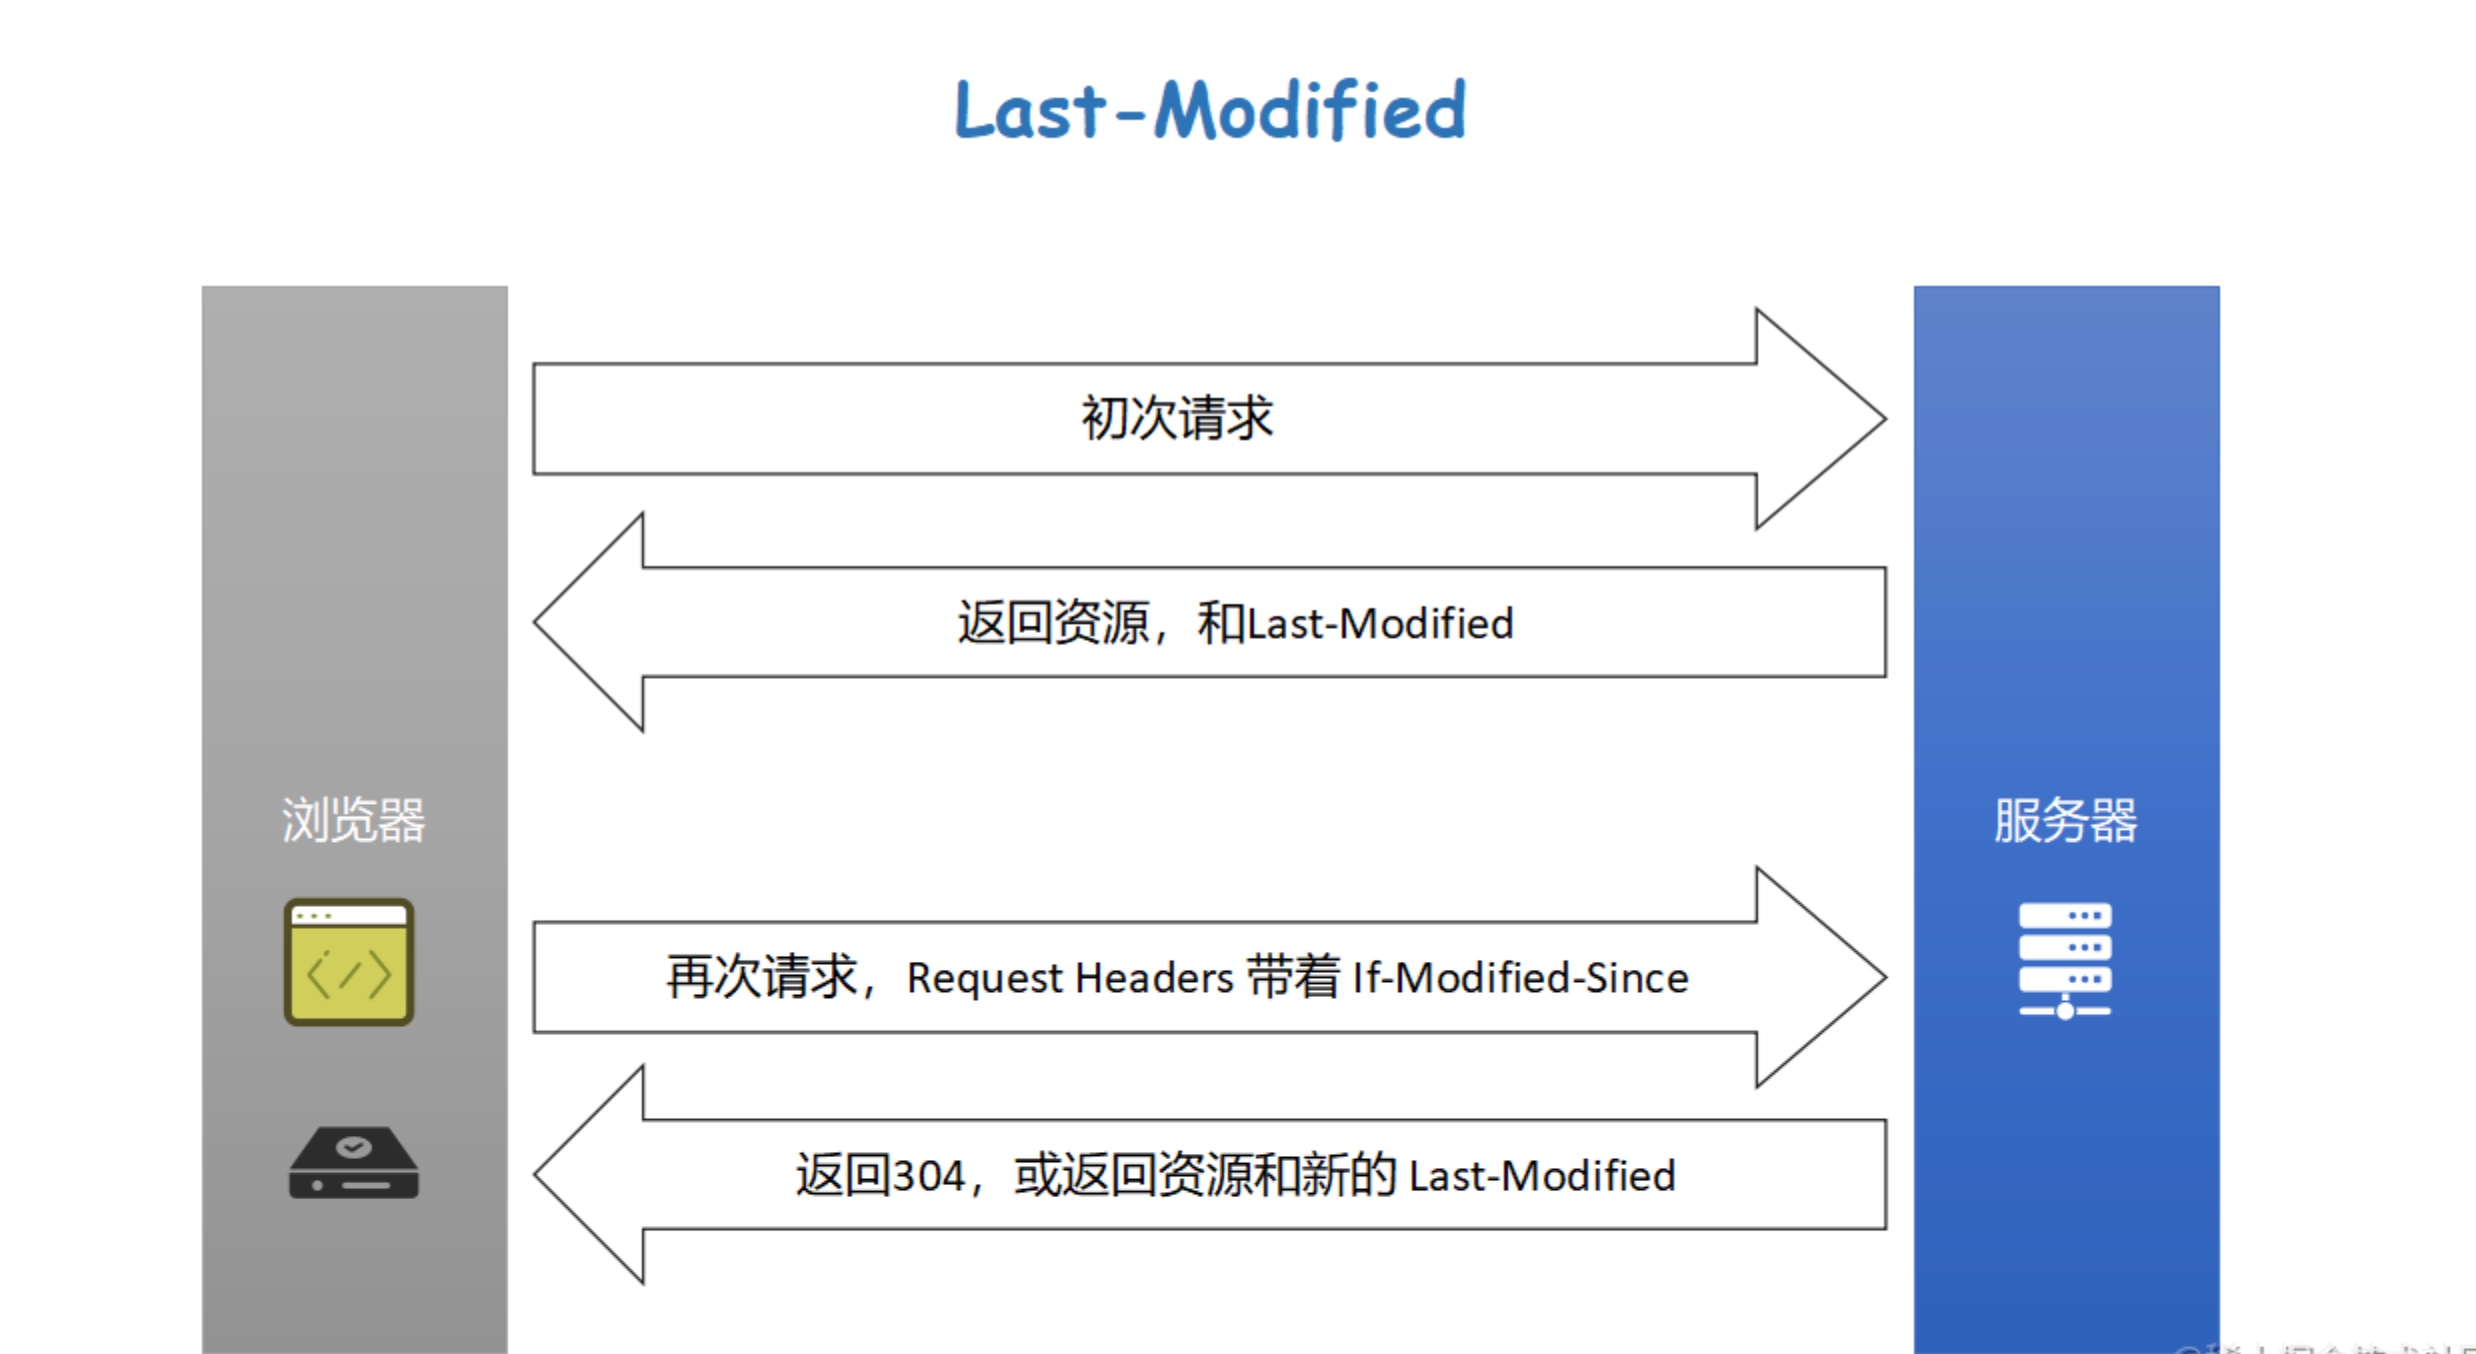 Last-Modified
初次请求
返回资源，和Last-Modified
浏览器
服务器
再次请求，Request Headers 带着 If-Modified-Since
返回304，或返回资源和新的 Last-Modified